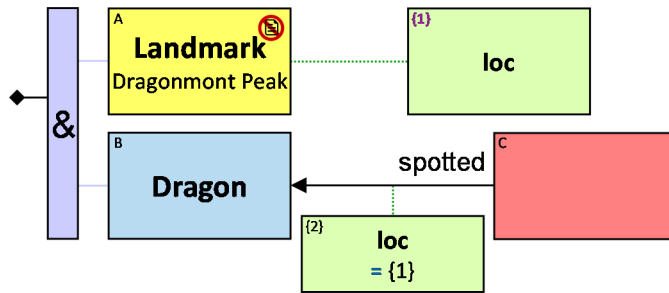 A
Landmark
Dragonmont Peak
{1}
loc
&
B
Dragon
spotted
C
{2}
loc
= {1}